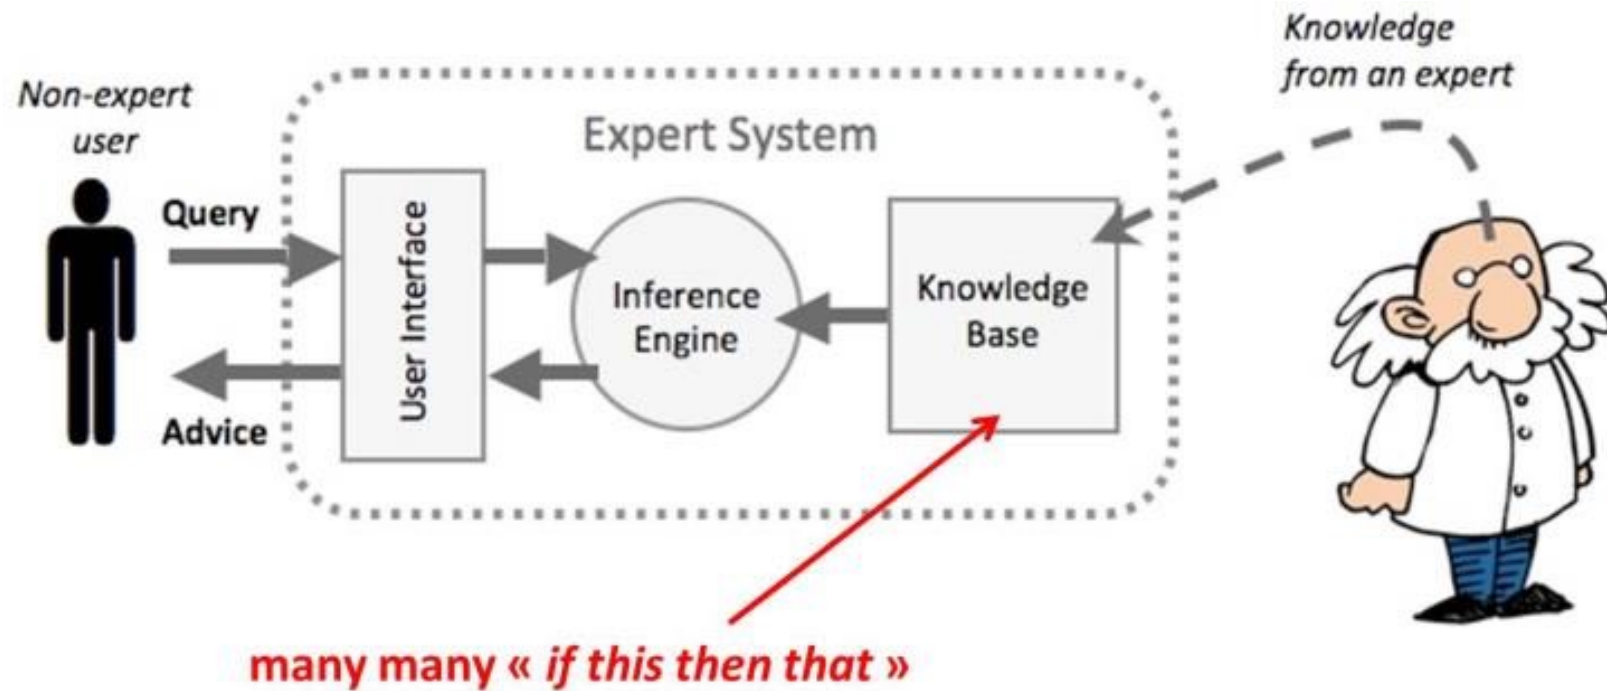 Non-expert
user
Query
Advice
Expert System
User Interface
Inference
Engine
Knowledge
Base
Knowledge
from an expert
many many « if this then that »